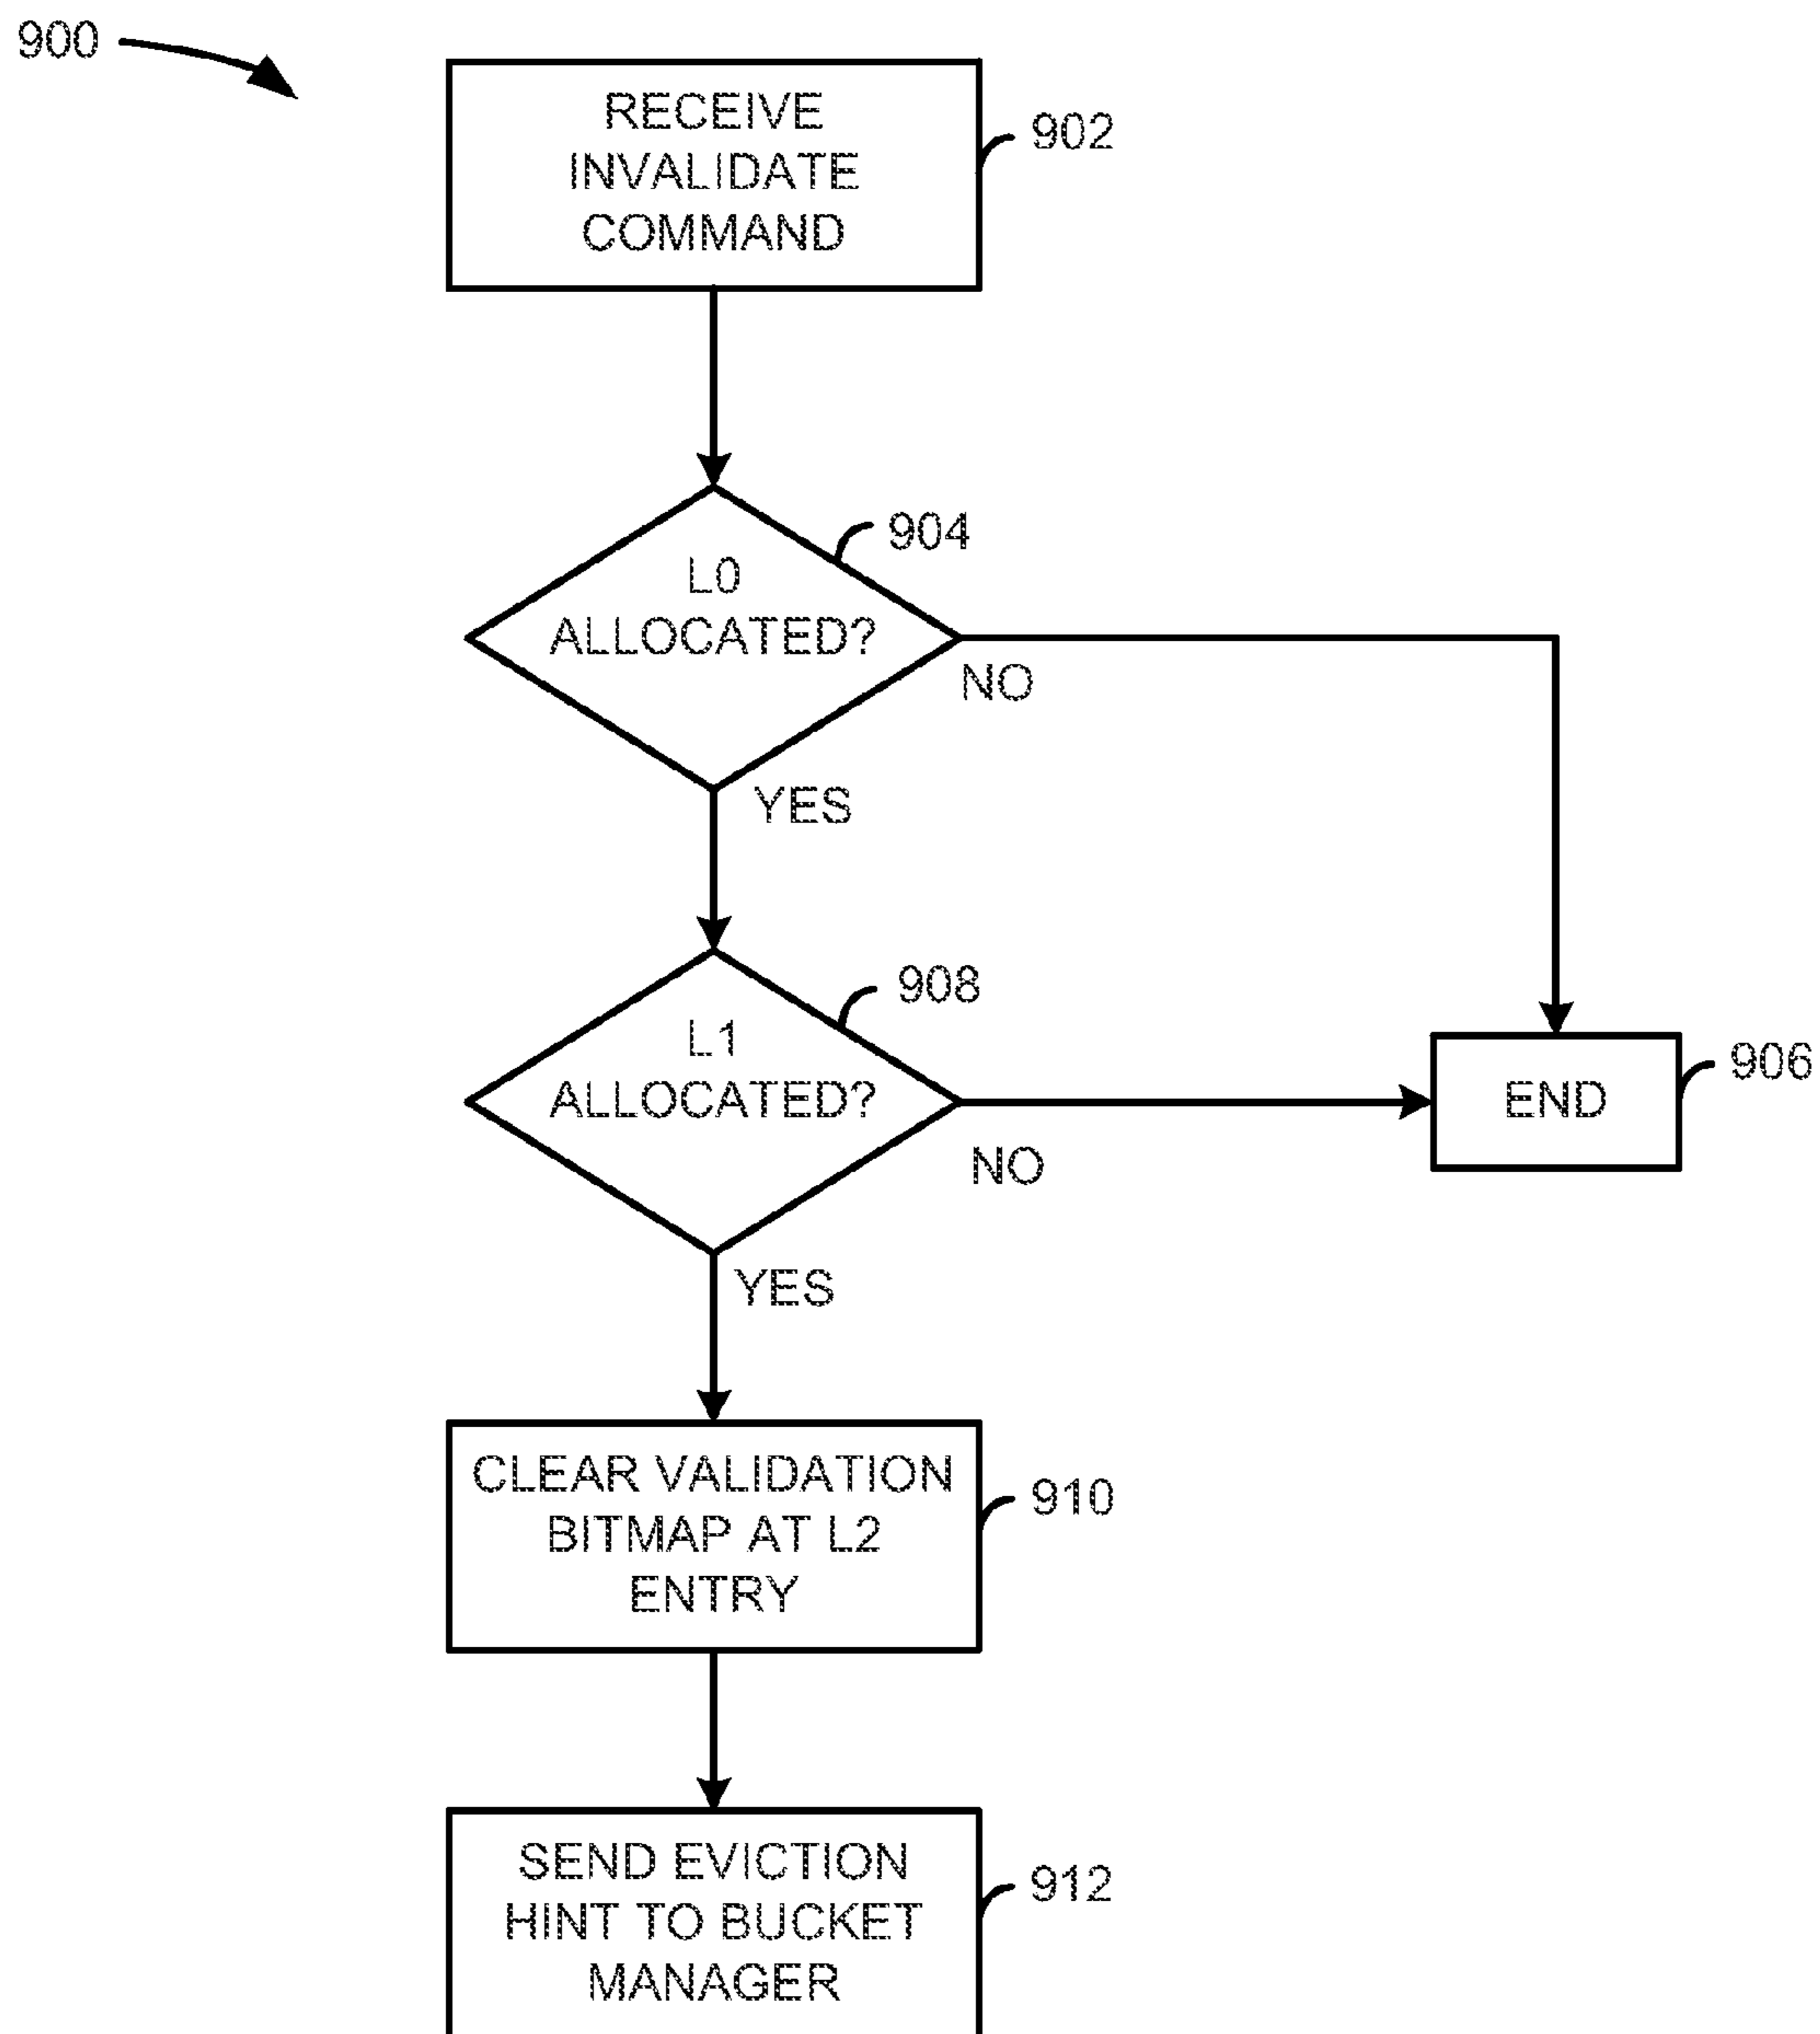 900
RECEIVE
INVALIDATE
COMMAND
902
904
L0
ALLOCATED?
NO
YES
908
L1
ALLOCATED?
NO
906
END
YES
CLEAR VALIDATION
BITMAP AT L2
ENTRY
910
SEND EVICTION
HINT TO BUCKET
MANAGER
912